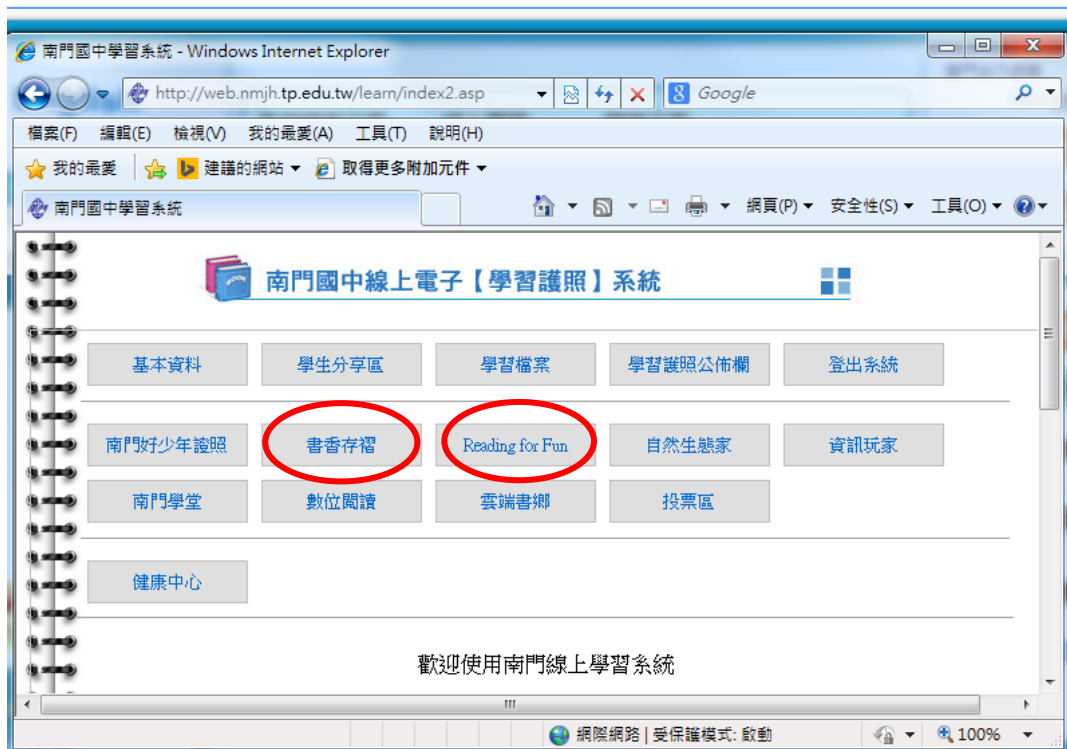 南門國中學習系統 - Windows Internet Explorer
http://web.nmjh.tp.edu.tw/learn/index2.asp Google
檔案(F) 編輯(E) 檢視(V) 我的最愛(A) 工具(T) 說明(H)
我的最愛 建議的網站 取得更多附加元件
南門國中學習系統 網頁(P) 安全性(S) 工具(O)
南門國中線上電子【學習護照】系統
基本資料 學生分享區 學習檔案 學習護照公佈欄 登出系統
南門好少年證照 書香存褶 Reading for Fun 自然生態家 資訊玩家
南門學堂 數位閱讀 雲端書鄉 投票區
健康中心
歡迎使用南門線上學習系統
網際網路 | 受保護模式: 啟動 100%